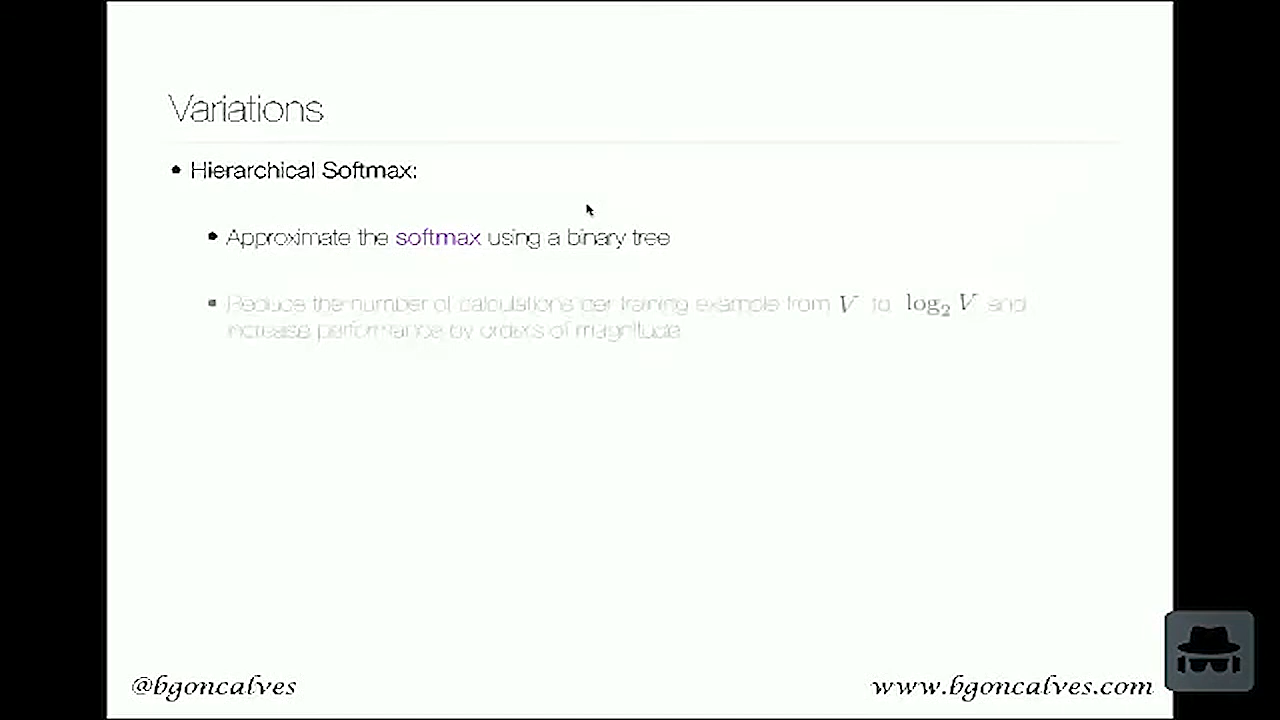 Variations
• Hierarchical Softmax:
• Approximate the softmax using a binary tree
• Reduce the number of calculations per training example from V to log₂ V and
increase performance by orders of magnitude
@bgoncalves
www.bgoncalves.com